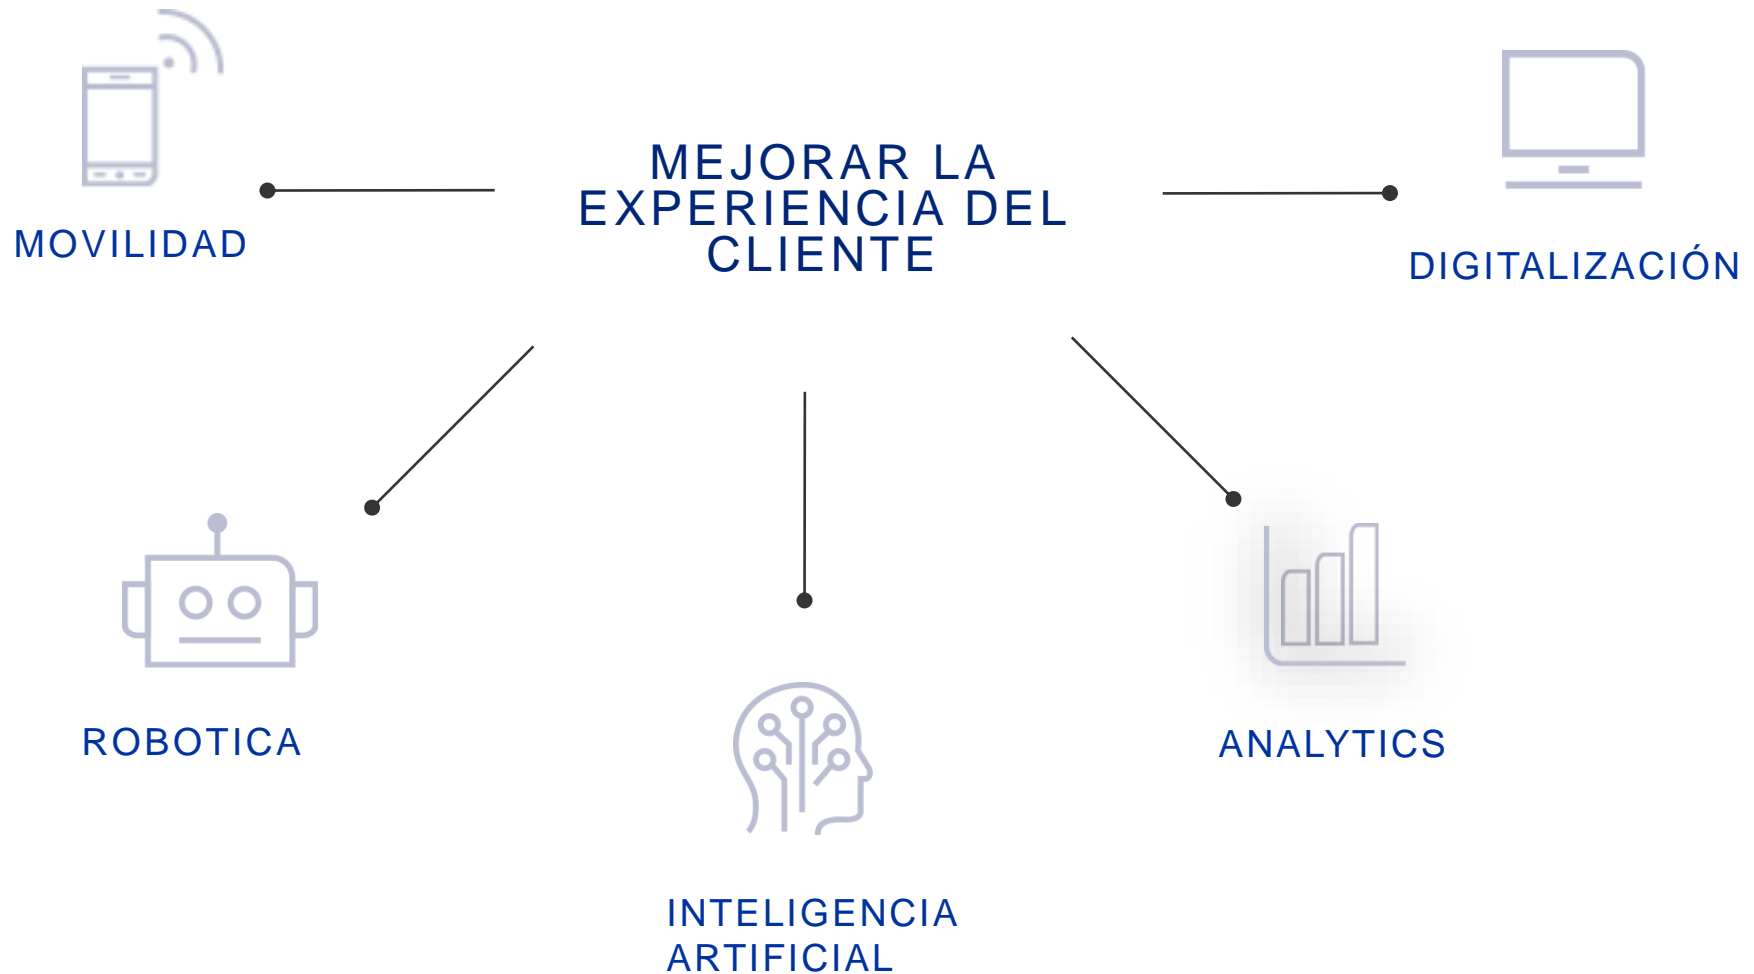 MEJORAR LA
EXPERIENCIA DEL
CLIENTE
MOVILIDAD
DIGITALIZACIÓN
ROBOTICA
ANALYTICS
INTELIGENCIA
ARTIFICIAL